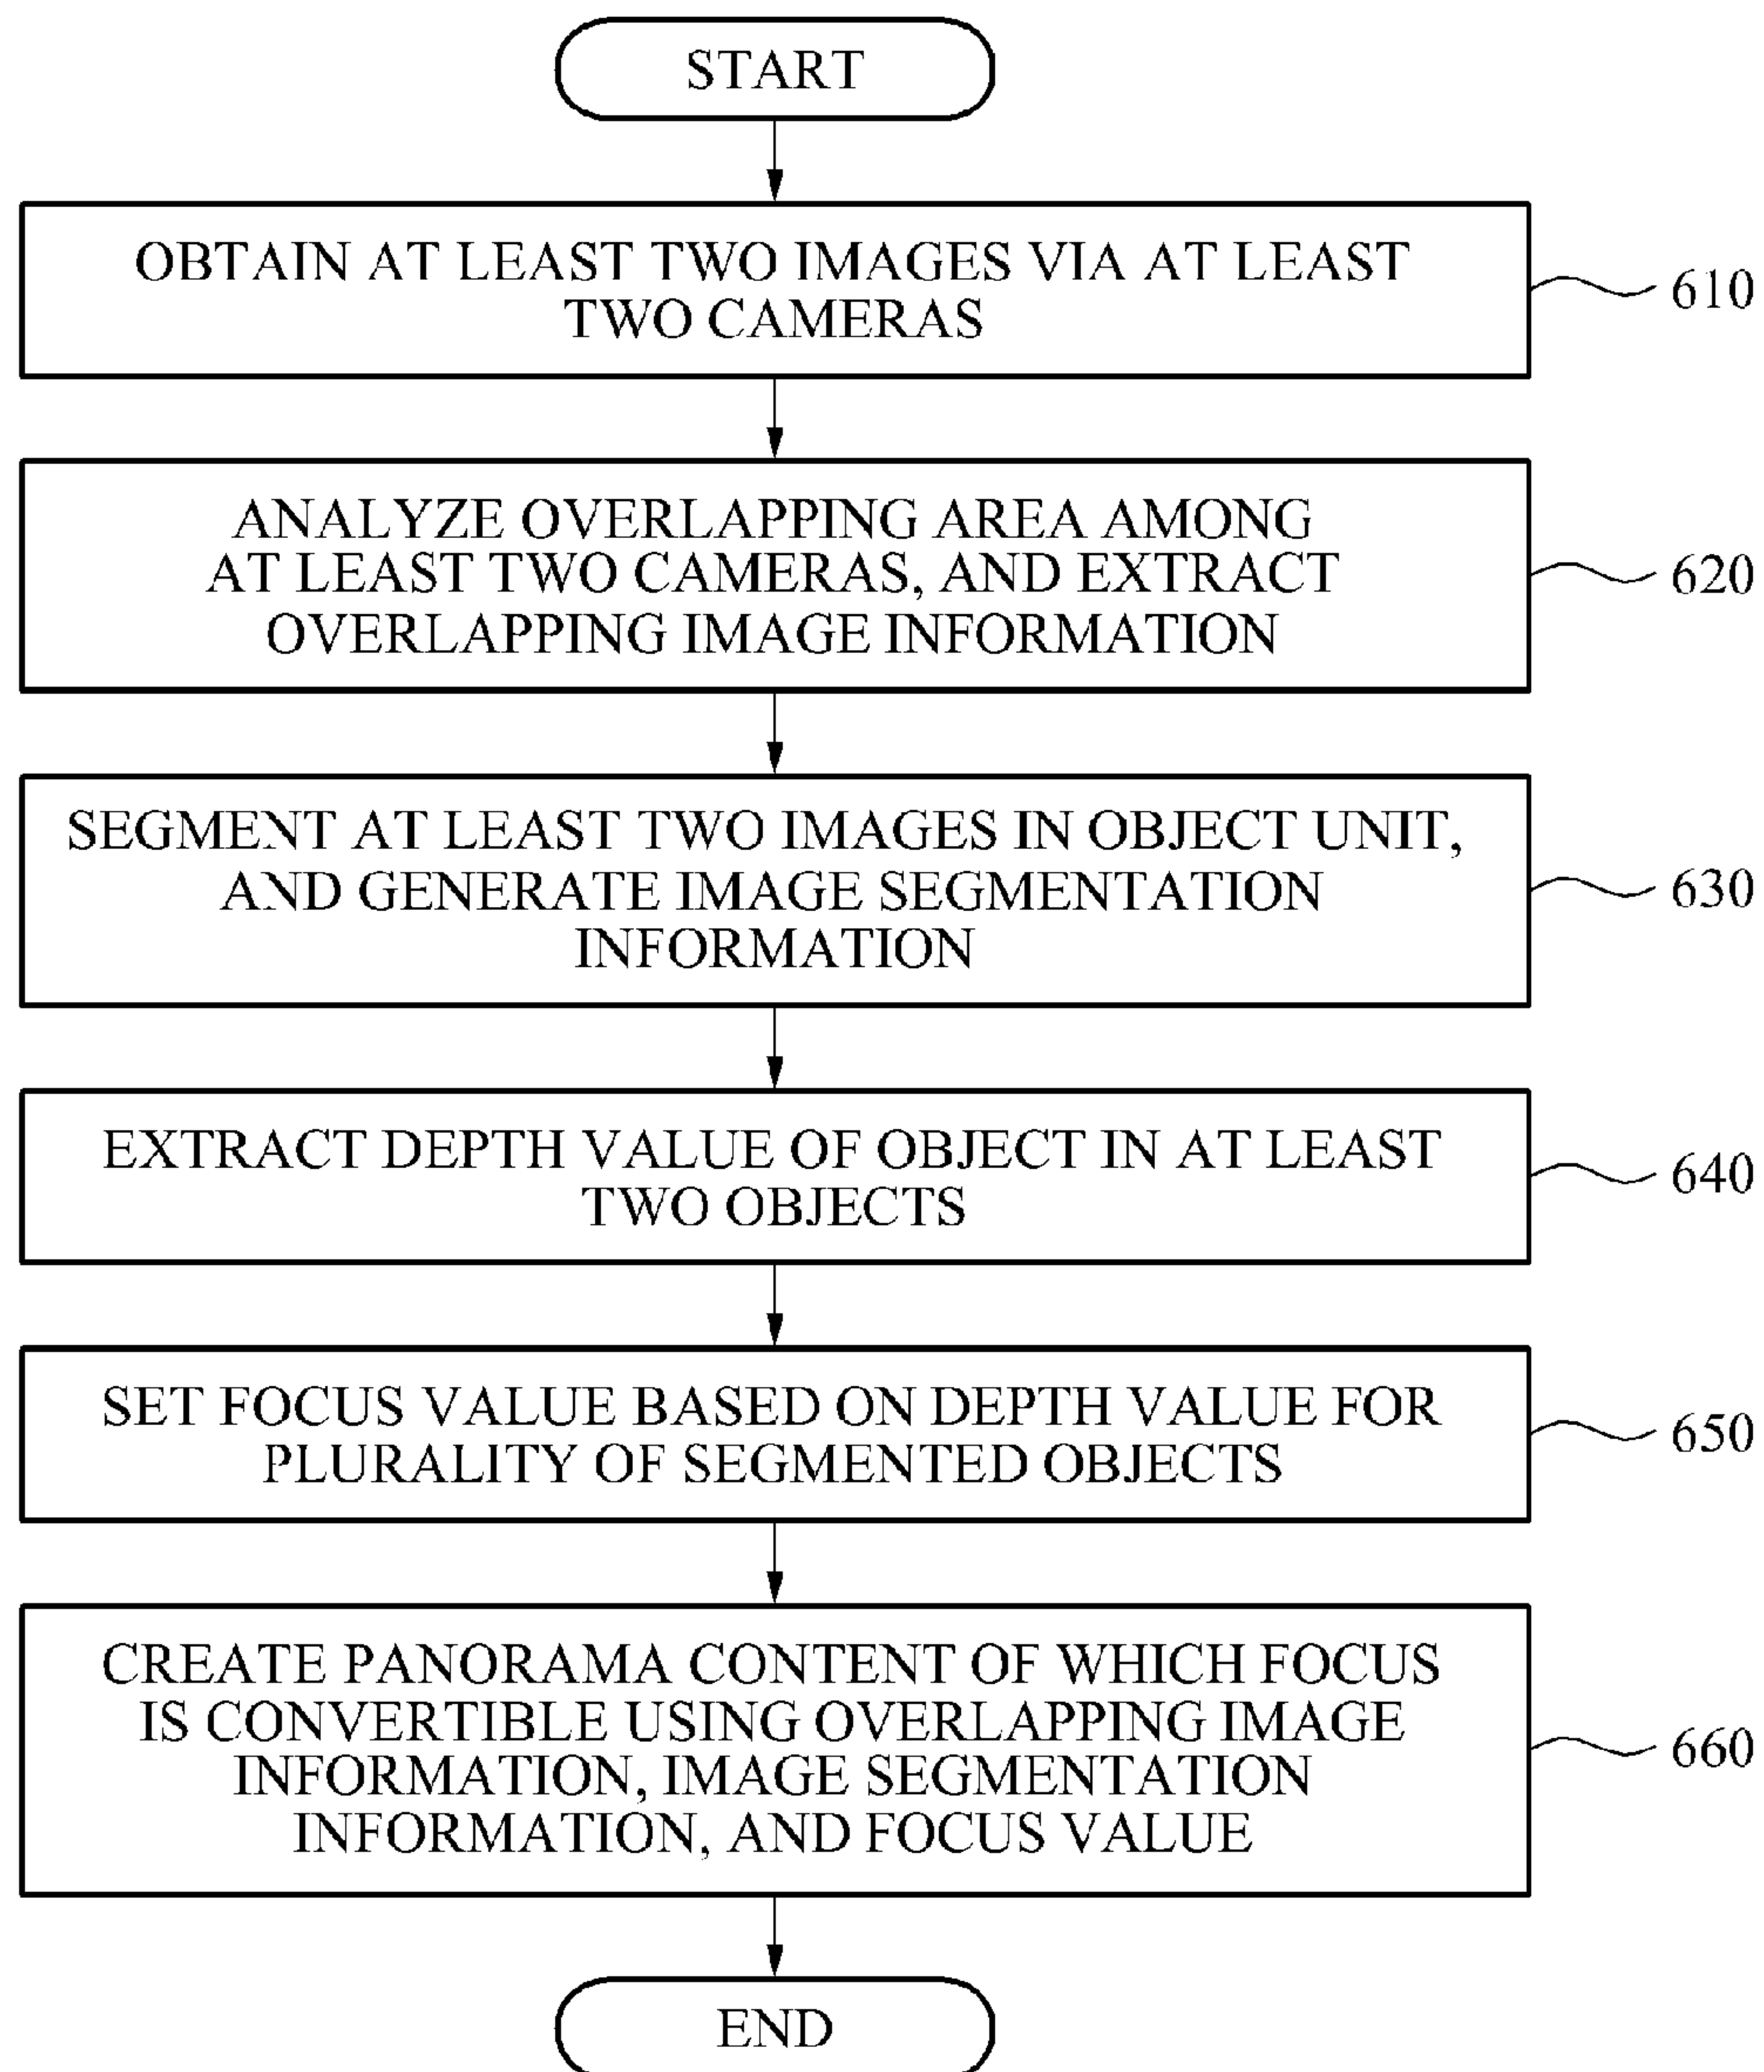 START
OBTAIN AT LEAST TWO IMAGES VIA AT LEAST
TWO CAMERAS
610
ANALYZE OVERLAPPING AREA AMONG
AT LEAST TWO CAMERAS, AND EXTRACT
OVERLAPPING IMAGE INFORMATION
620
SEGMENT AT LEAST TWO IMAGES IN OBJECT UNIT,
AND GENERATE IMAGE SEGMENTATION
INFORMATION
630
EXTRACT DEPTH VALUE OF OBJECT IN AT LEAST
TWO OBJECTS
640
SET FOCUS VALUE BASED ON DEPTH VALUE FOR
PLURALITY OF SEGMENTED OBJECTS
650
CREATE PANORAMA CONTENT OF WHICH FOCUS
IS CONVERTIBLE USING OVERLAPPING IMAGE
INFORMATION, IMAGE SEGMENTATION
INFORMATION, AND FOCUS VALUE
660
END